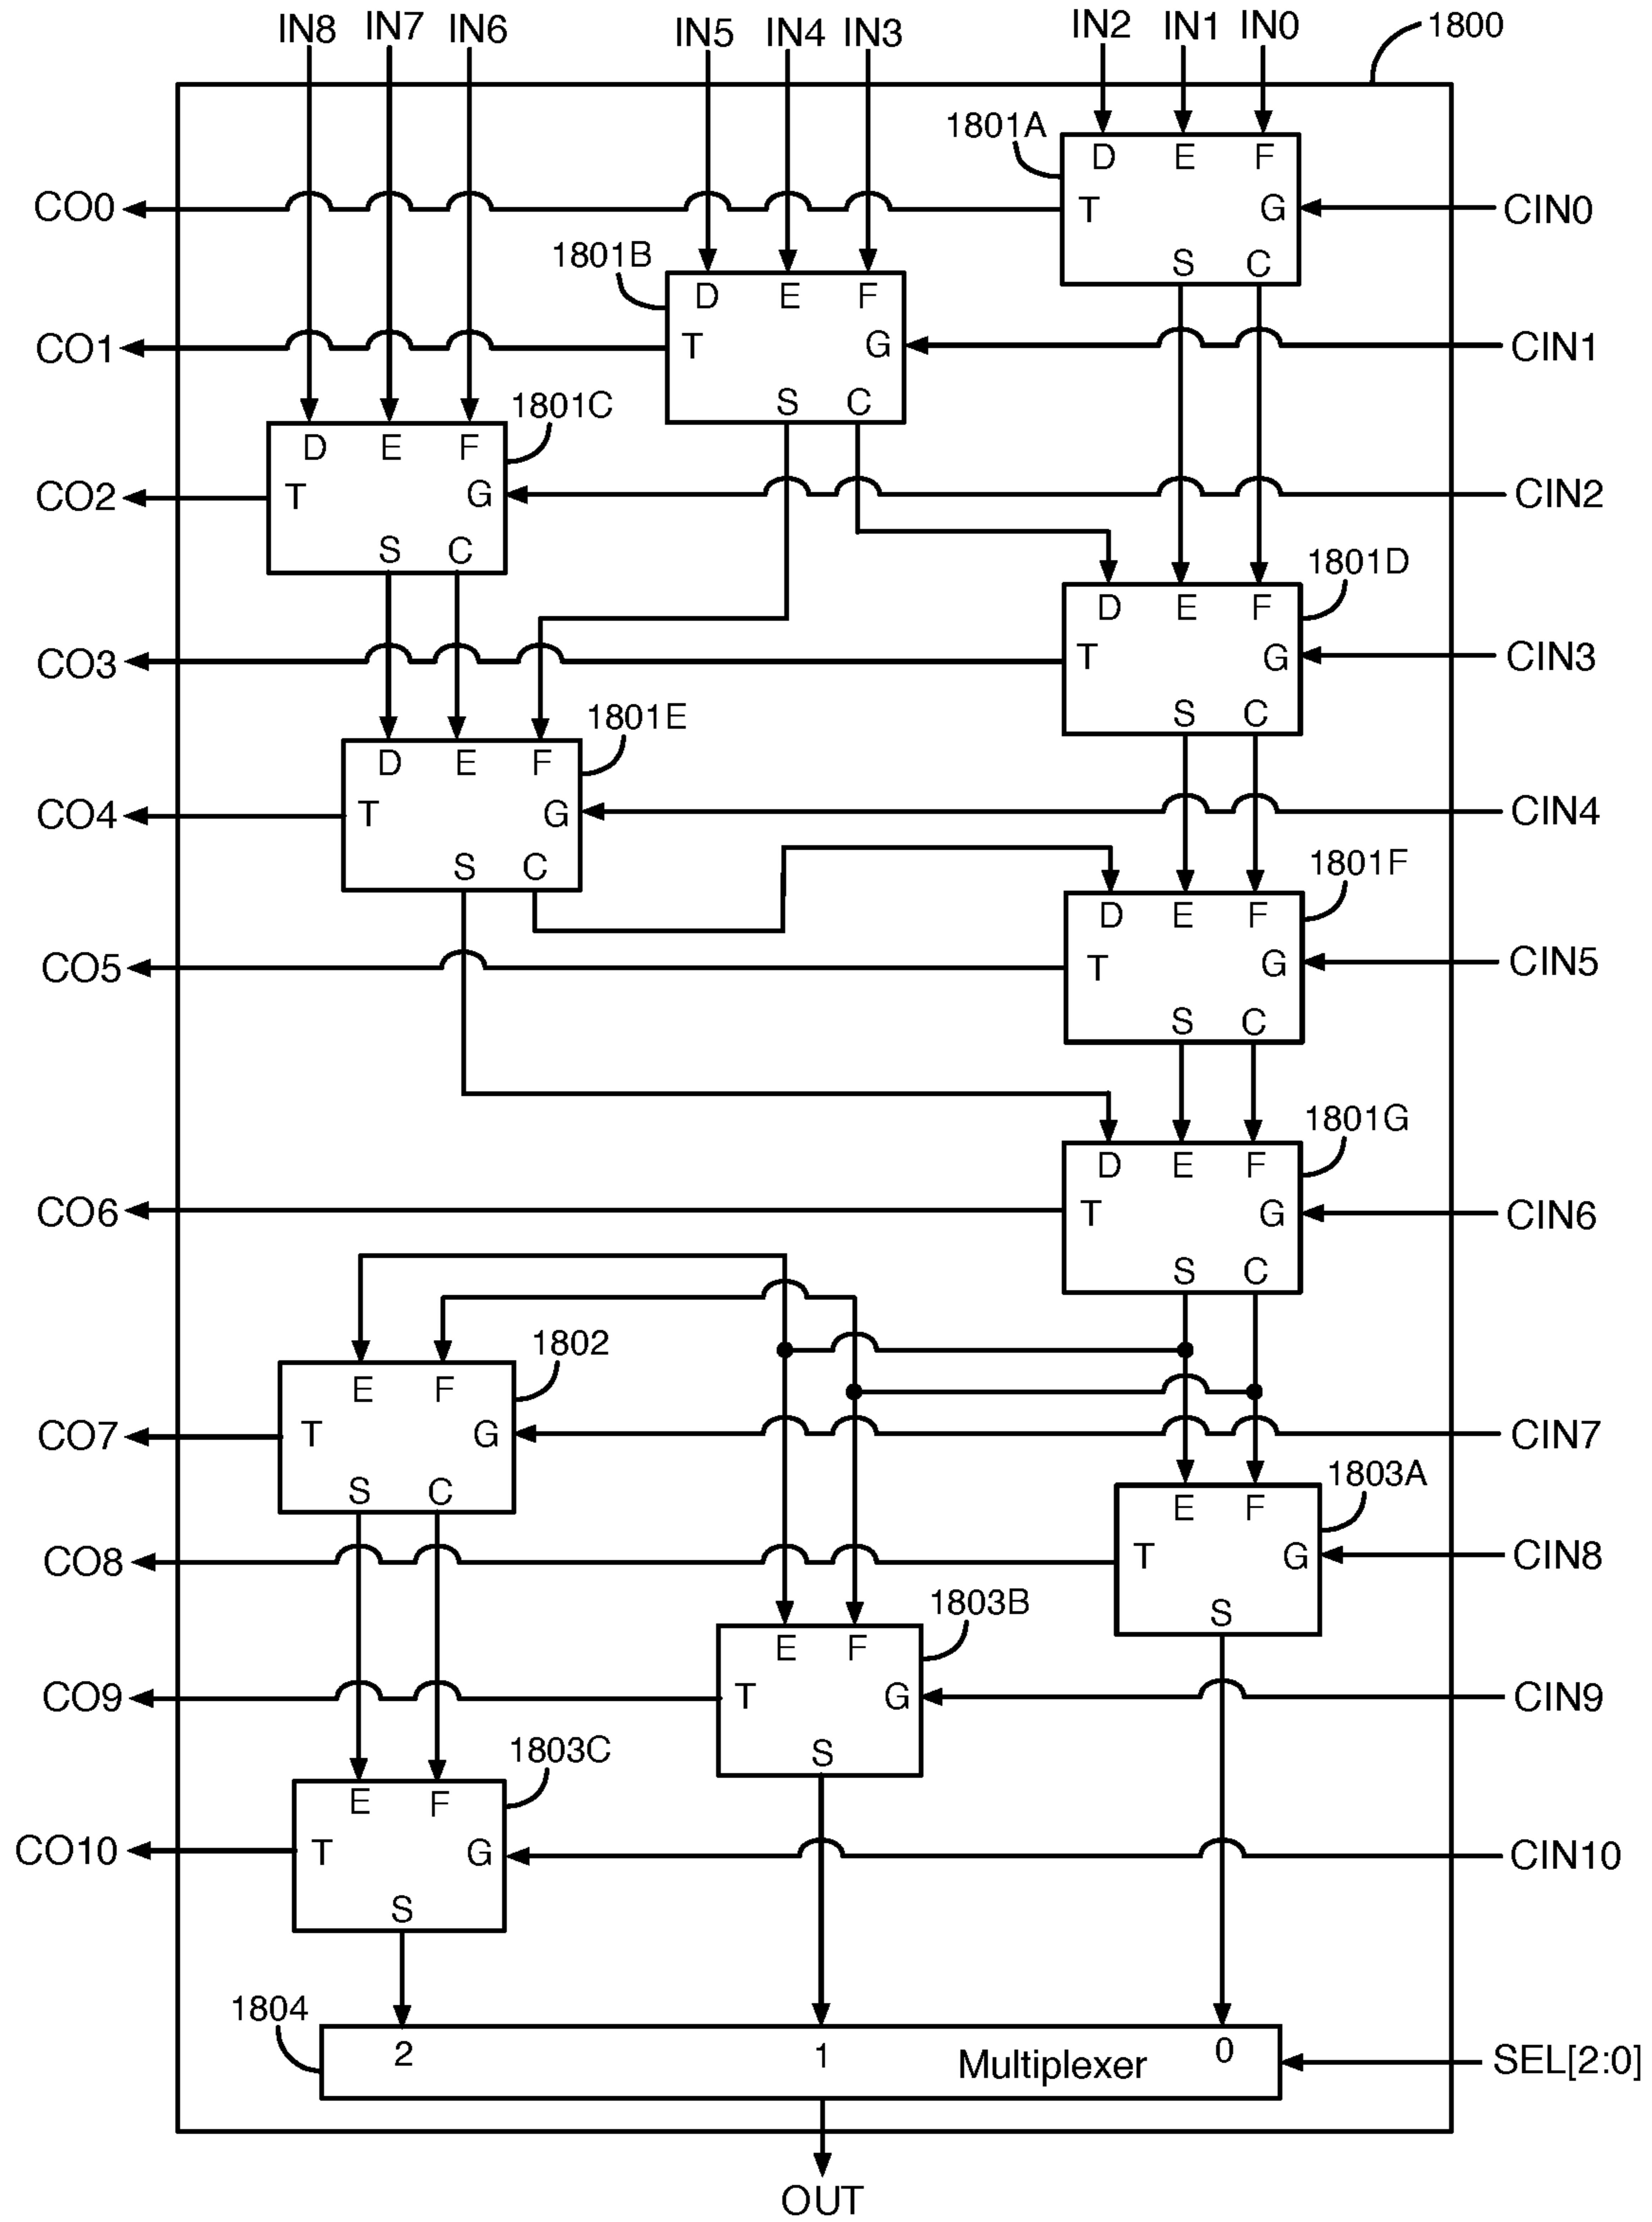 IN8 IN7 IN6 IN5 IN4 IN3 IN2 IN1 IN0 1800
1801A
D E F
CO0 T G CIN0
S C
1801B
D E F
CO1 T G CIN1
S C
1801C
D E F
CO2 T G CIN2
S C
1801D
D E F
CO3 T G CIN3
S C
1801E
D E F
CO4 T G CIN4
S C
1801F
D E F
CO5 T G CIN5
S C
1801G
D E F
CO6 T G CIN6
S C
1802
E F
CO7 T G CIN7
S C
1803A
E F
CO8 T G CIN8
S
1803B
E F
CO9 T G CIN9
S
1803C
E F
CO10 T G CIN10
S
1804
2 1 Multiplexer 0 SEL[2:0]
OUT